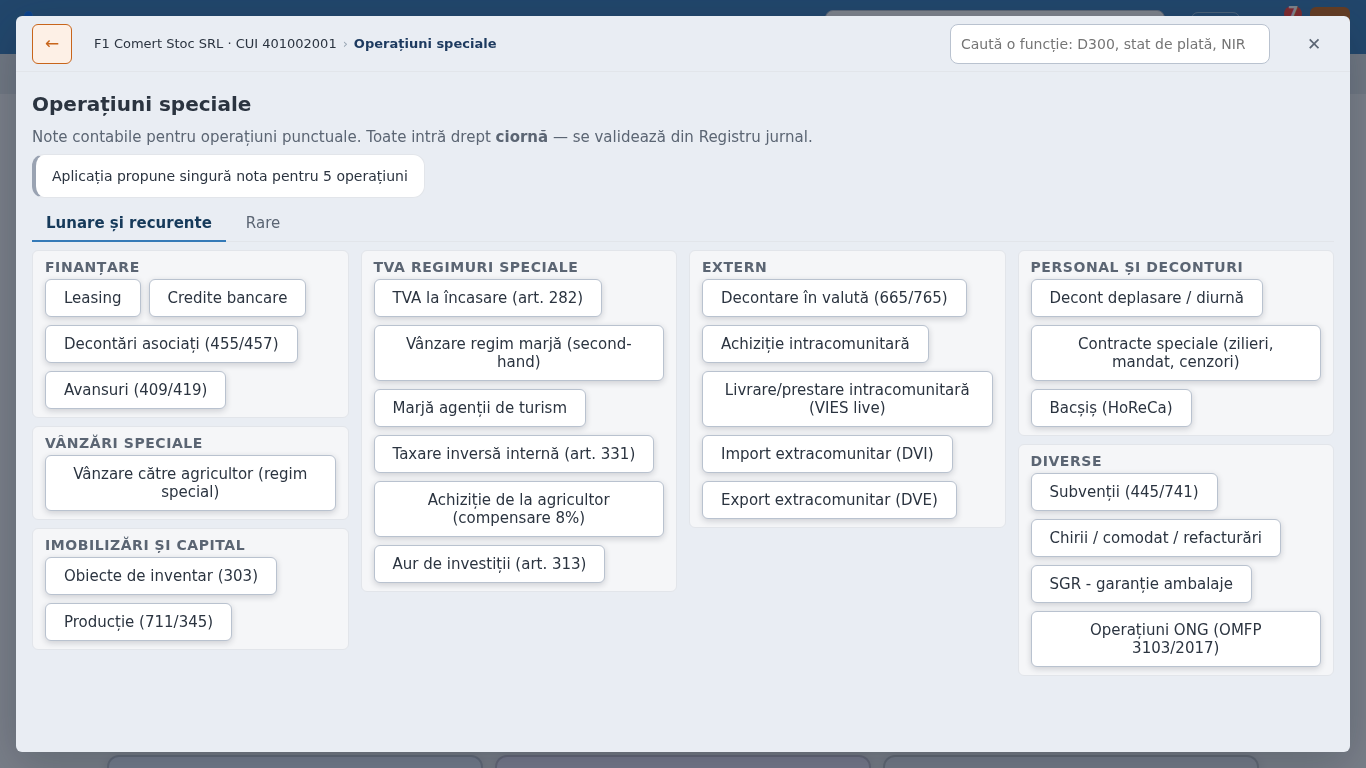 7
←
F1 Comert Stoc SRL · CUI 401002001 › Operațiuni speciale
Caută o funcție: D300, stat de plată, NIR
✕
Operațiuni speciale
Note contabile pentru operațiuni punctuale. Toate intră drept ciornă — se validează din Registru jurnal.
Aplicația propune singură nota pentru 5 operațiuni
Lunare și recurente
Rare
FINANȚARE
Leasing
Credite bancare
Decontări asociați (455/457)
Avansuri (409/419)
VÂNZĂRI SPECIALE
Vânzare către agricultor (regim
special)
IMOBILIZĂRI ȘI CAPITAL
Obiecte de inventar (303)
Producție (711/345)
TVA REGIMURI SPECIALE
TVA la încasare (art. 282)
Vânzare regim marjă (second-
hand)
Marjă agenții de turism
Taxare inversă internă (art. 331)
Achiziție de la agricultor
(compensare 8%)
Aur de investiții (art. 313)
EXTERN
Decontare în valută (665/765)
Achiziție intracomunitară
Livrare/prestare intracomunitară
(VIES live)
Import extracomunitar (DVI)
Export extracomunitar (DVE)
PERSONAL ȘI DECONTURI
Decont deplasare / diurnă
Contracte speciale (zilieri,
mandat, cenzori)
Bacșiș (HoReCa)
DIVERSE
Subvenții (445/741)
Chirii / comodat / refacturări
SGR - garanție ambalaje
Operațiuni ONG (OMFP
3103/2017)